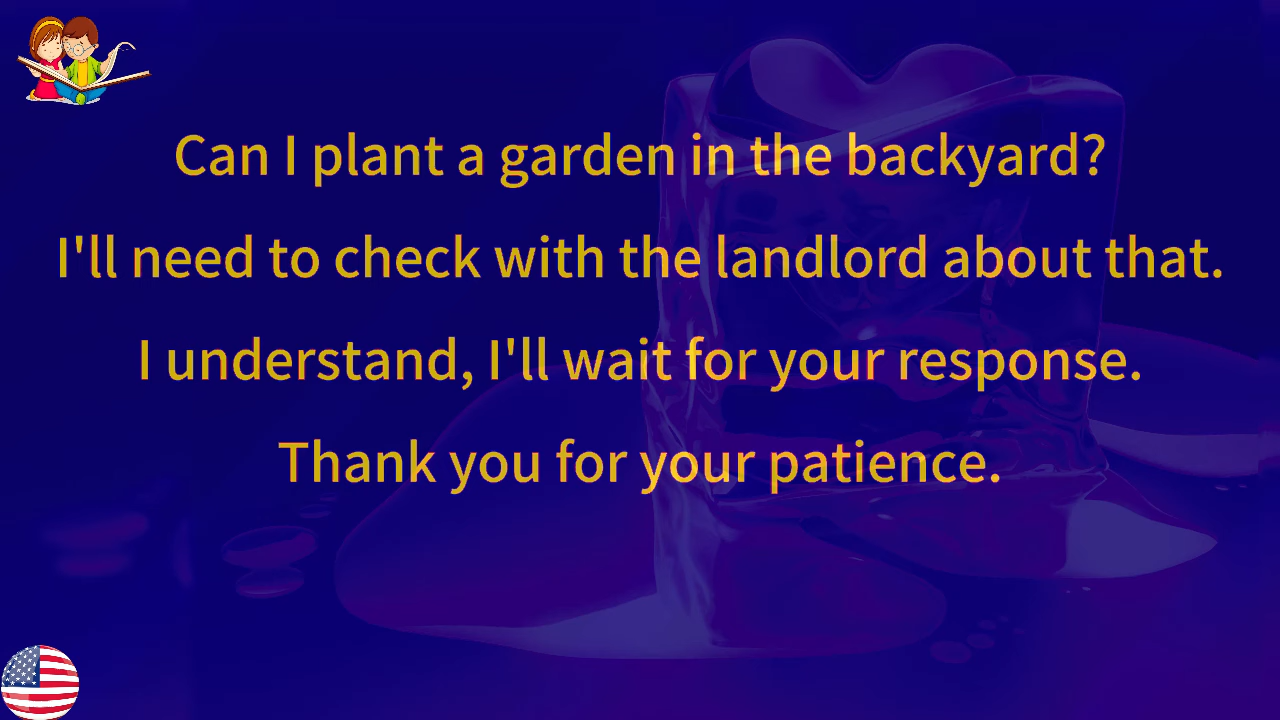 Can I plant a garden in the backyard?
I'll need to check with the landlord about that.
I understand, I'll wait for your response.
Thank you for your patience.